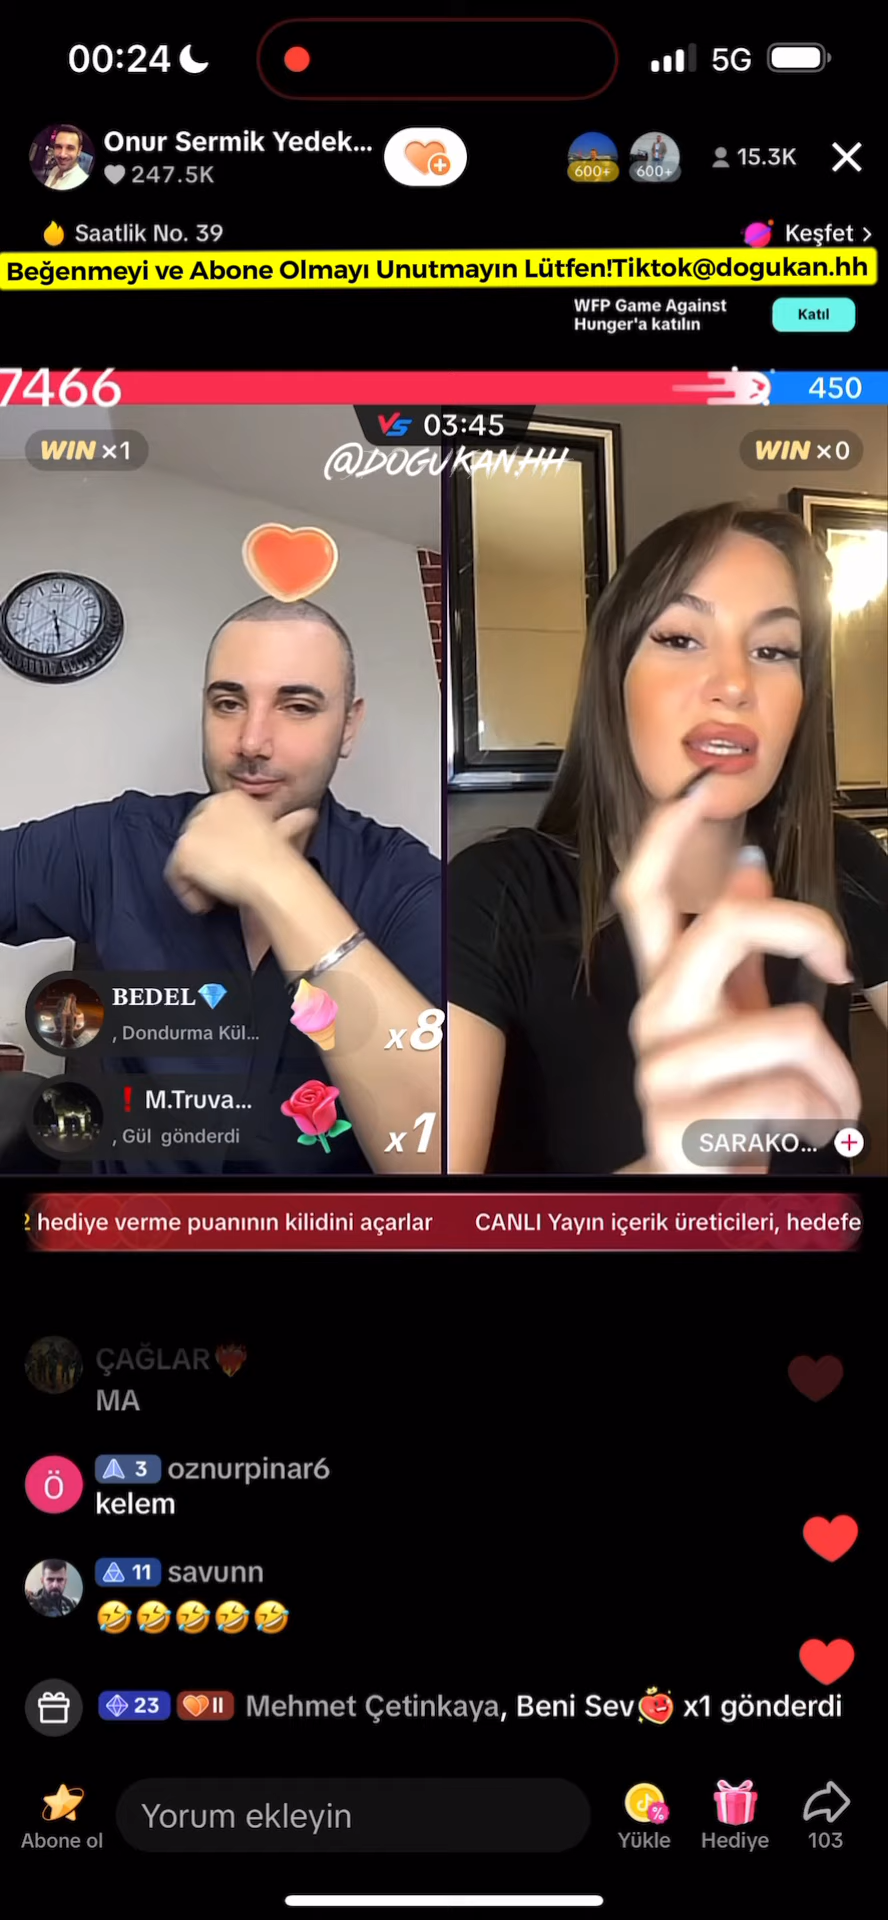 00:24
5G
Onur Sermik Yedek...
247.5K
600+
600+
15.3K
Saatlik No. 39
Keşfet >
Beğenmeyi ve Abone Olmayı Unutmayın Lütfen!Tiktok@dogukan.hh
WFP Game Against
Hunger'a katılın
Katıl
7466
450
VS 03:45
WIN x1
WIN x0
@DOGUKAN.HH
BEDEL
, Dondurma Kül...
x8
❗ M.Truva...
, Gül gönderdi
x1
SARAKO... +
2 hediye verme puanının kilidini açarlar
CANLI Yayın içerik üreticileri, hedefe
ÇAĞLAR
MA
Ö
3 oznurpinar6
kelem
11 savunn
🤣🤣🤣🤣🤣
23 II Mehmet Çetinkaya, Beni Sev x1 gönderdi
Abone ol
Yorum ekleyin
Yükle
Hediye
103